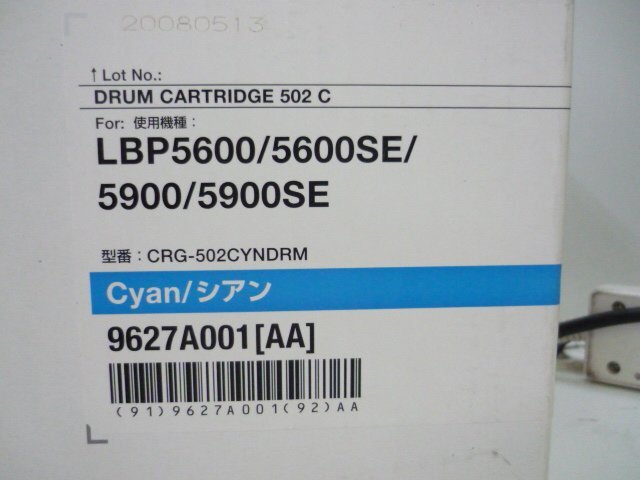 20080513
↑Lot No.:
DRUM CARTRIDGE 502 C
For: 使用機種：
LBP5600/5600SE/
5900/5900SE
型番：CRG-502CYNDRM
Cyan/シアン
9627A001[AA]
(91)9627A001(92)AA